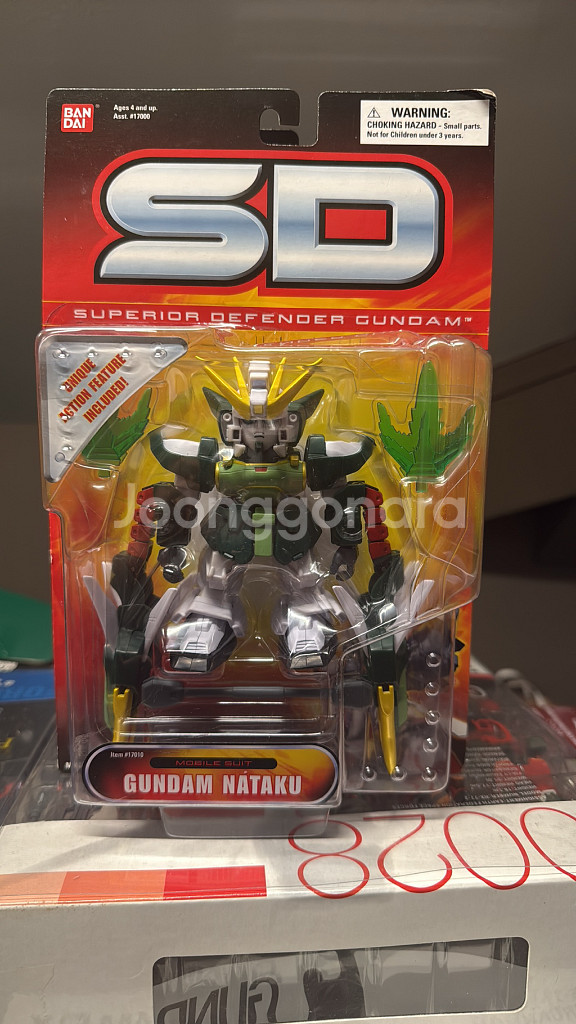 BAN
DAI
Ages 4 and up.
Asst. #17000
WARNING:
CHOKING HAZARD - Small parts.
Not for Children under 3 years.
SD
SUPERIOR DEFENDER GUNDAM™
UNIQUE
ACTION FEATURE
INCLUDED!
Joonggonara
Item #17010
MOBILE SUIT
GUNDAM NATAKU
0028